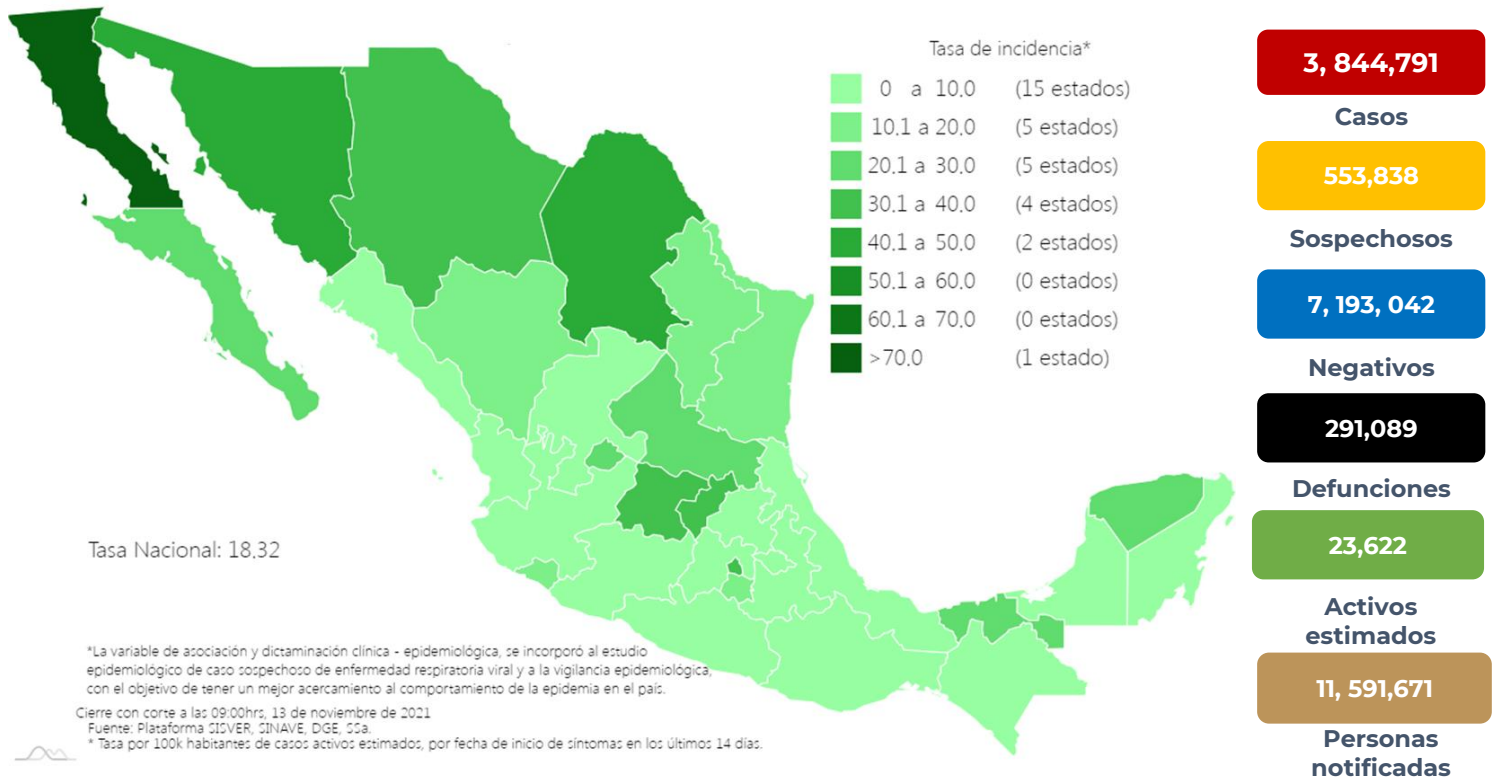 Tasa de incidencia*
0 a 10.0 (15 estados)
10.1 a 20.0 (5 estados)
20.1 a 30.0 (5 estados)
30.1 a 40.0 (4 estados)
40.1 a 50.0 (2 estados)
50.1 a 60.0 (0 estados)
60.1 a 70.0 (0 estados)
>70.0 (1 estado)
Tasa Nacional: 18.32
*La variable de asociación y dictaminación clínica - epidemiológica, se incorporó al estudio
epidemiológico de caso sospechoso de enfermedad respiratoria viral y a la vigilancia epidemiológica,
con el objetivo de tener un mejor acercamiento al comportamiento de la epidemia en el país.
Cierre con corte a las 09:00hrs, 13 de noviembre de 2021
Fuente: Plataforma SISVER, SINAVE, DGE, SSa.
* Tasa por 100k habitantes de casos activos estimados, por fecha de inicio de síntomas en los últimos 14 días.
3, 844,791
Casos
553,838
Sospechosos
7, 193, 042
Negativos
291,089
Defunciones
23,622
Activos
estimados
11, 591,671
Personas
notificadas